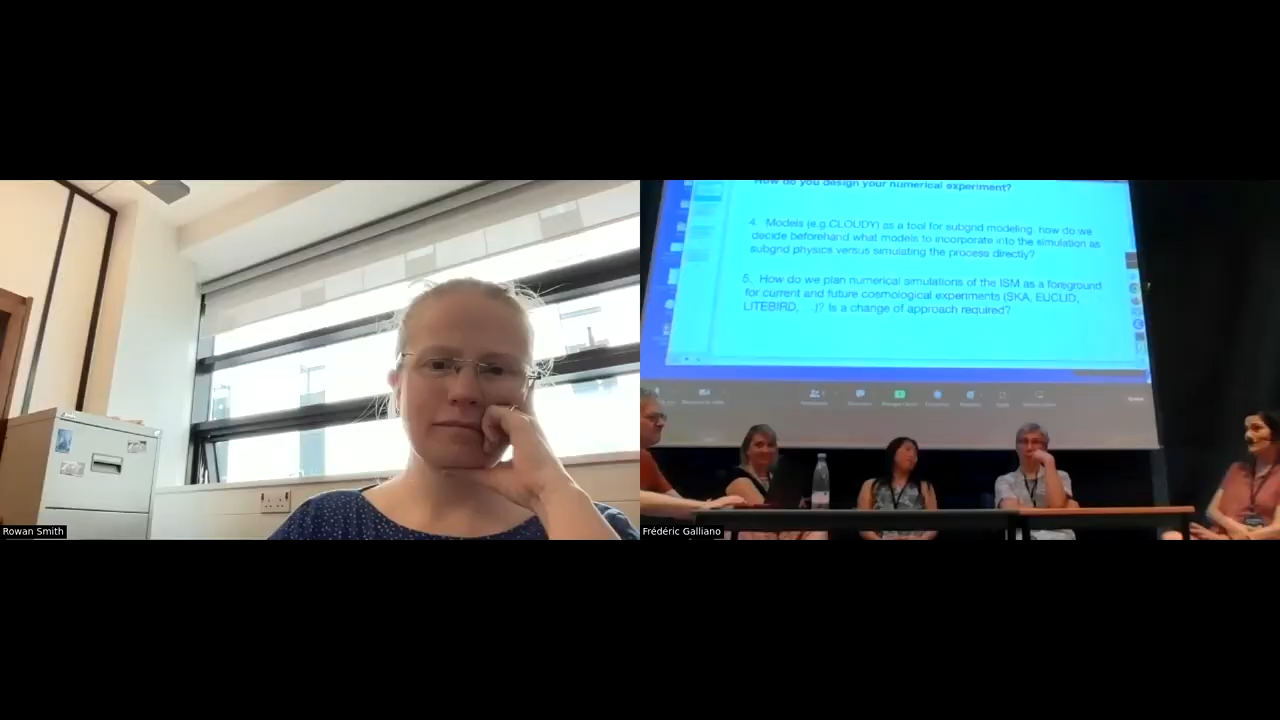 How do you design your numerical experiment?
4. Models (e.g.CLOUDY) as a tool for subgrid modeling: how do we
decide beforehand what models to incorporate into the simulation as
subgrid physics versus simulating the process directly?
5. How do we plan numerical simulations of the ISM as a foreground
for current and future cosmological experiments (SKA, EUCLID,
LITEBIRD, ...)? Is a change of approach required?
Rowan Smith
Frédéric Galliano